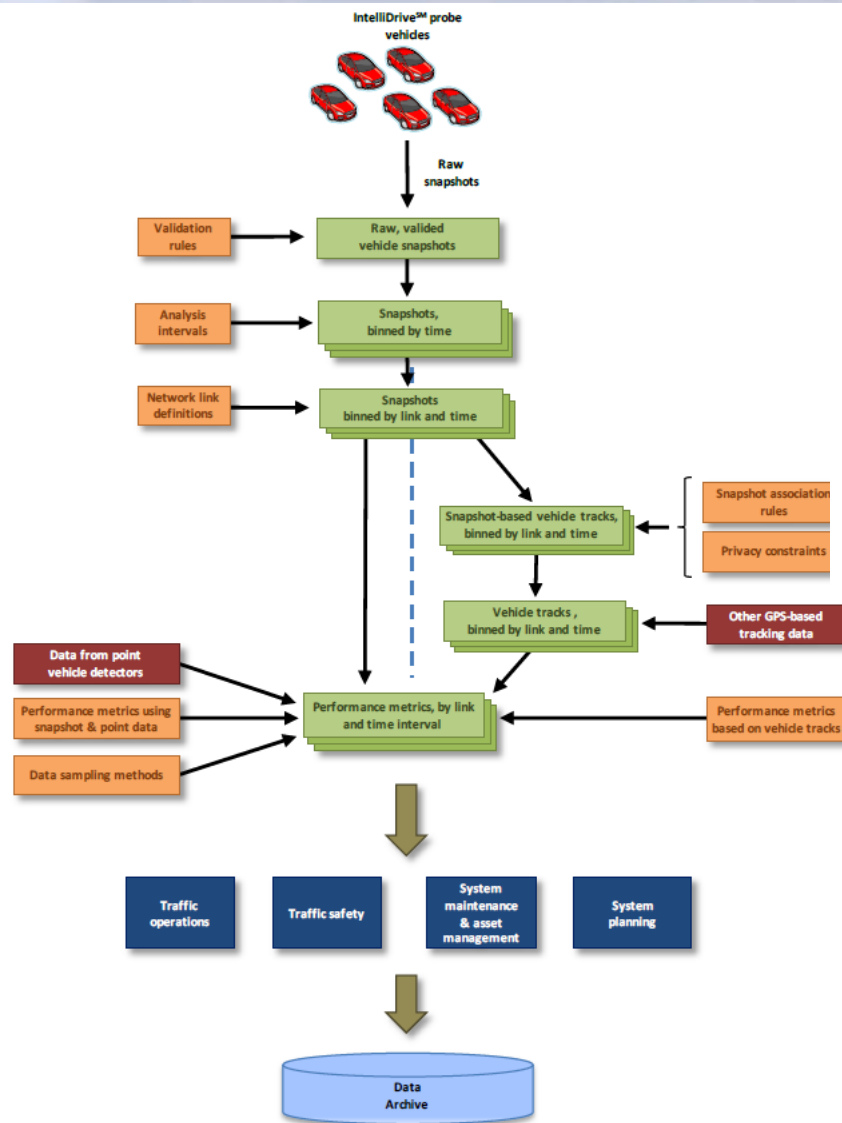 IntelliDrive℠ probe
vehicles
Raw
snapshots
Validation
rules
Raw, valided
vehicle snapshots
Analysis
intervals
Snapshots,
binned by time
Network link
definitions
Snapshots
binned by link and time
Snapshot association
rules
Snapshot-based vehicle tracks,
binned by link and time
Privacy constraints
Vehicle tracks ,
binned by link and time
Other GPS-based
tracking data
Data from point
vehicle detectors
Performance metrics using
snapshot & point data
Performance metrics, by link
and time interval
Performance metrics
based on vehicle tracks
Data sampling methods
Traffic
operations
Traffic safety
System
maintenance
& asset
management
System
planning
Data
Archive